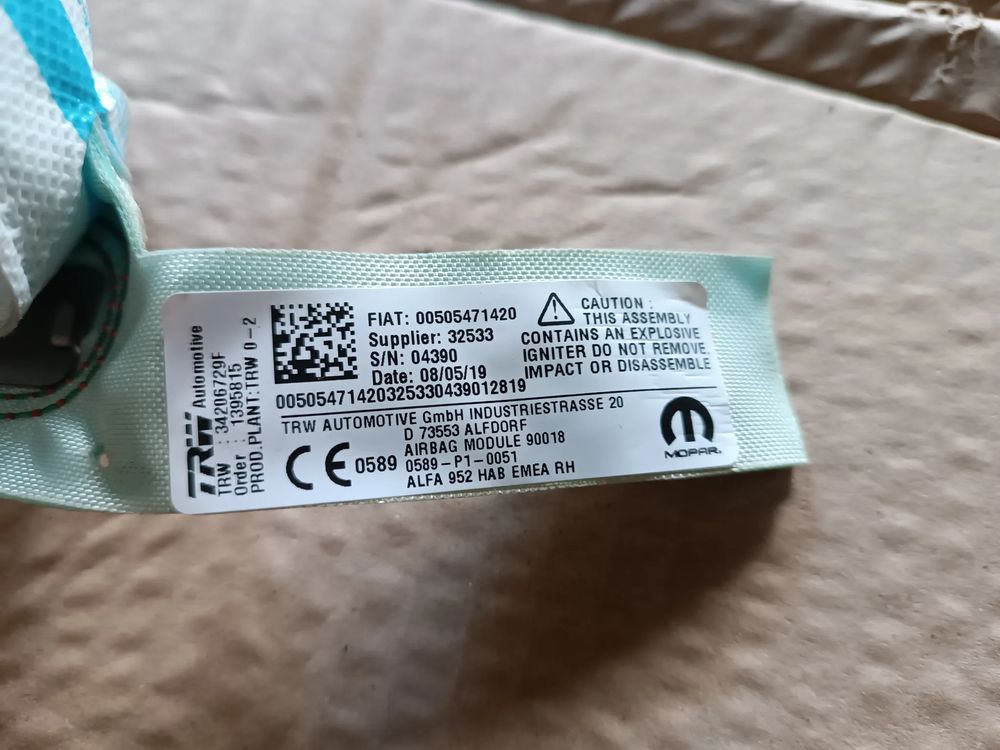 TRW Automotive
TRW : 34206729F
Order : 1395815
PROD.PLANT:TRW 0-2
FIAT: 00505471420
Supplier: 32533
S/N: 04390
Date: 08/05/19
CAUTION :
THIS ASSEMBLY
CONTAINS AN EXPLOSIVE
IGNITER DO NOT REMOVE,
IMPACT OR DISASSEMBLE
00505471420325330439012819
TRW AUTOMOTIVE GmbH INDUSTRIESTRASSE 20
D 73553 ALFDORF
AIRBAG MODULE 90018
CE 0589 0589-P1-0051
ALFA 952 HAB EMEA RH
MOPAR.